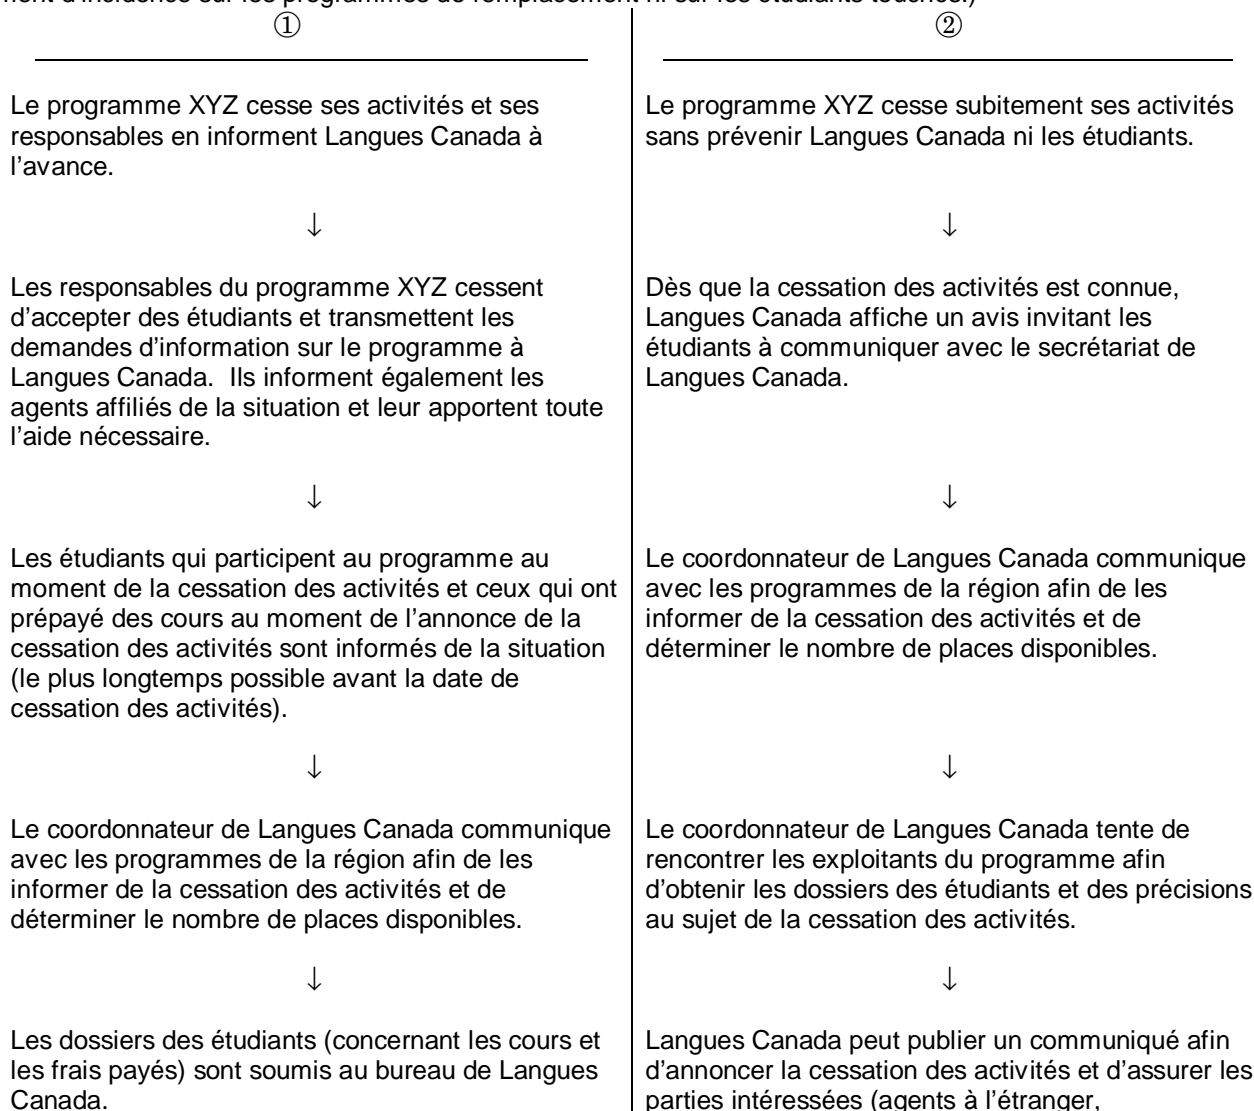 ment d'incidence sur les programmes de remplacement ni sur les étudiants touchés.)
①
Le programme XYZ cesse ses activités et ses
responsables en informent Langues Canada à
l'avance.
↓
Les responsables du programme XYZ cessent
d'accepter des étudiants et transmettent les
demandes d'information sur le programme à
Langues Canada.  Ils informent également les
agents affiliés de la situation et leur apportent toute
l'aide nécessaire.
↓
Les étudiants qui participent au programme au
moment de la cessation des activités et ceux qui ont
prépayé des cours au moment de l'annonce de la
cessation des activités sont informés de la situation
(le plus longtemps possible avant la date de
cessation des activités).
↓
Le coordonnateur de Langues Canada communique
avec les programmes de la région afin de les
informer de la cessation des activités et de
déterminer le nombre de places disponibles.
↓
Les dossiers des étudiants (concernant les cours et
les frais payés) sont soumis au bureau de Langues
Canada.
②
Le programme XYZ cesse subitement ses activités
sans prévenir Langues Canada ni les étudiants.
↓
Dès que la cessation des activités est connue,
Langues Canada affiche un avis invitant les
étudiants à communiquer avec le secrétariat de
Langues Canada.
↓
Le coordonnateur de Langues Canada communique
avec les programmes de la région afin de les
informer de la cessation des activités et de
déterminer le nombre de places disponibles.
↓
Le coordonnateur de Langues Canada tente de
rencontrer les exploitants du programme afin
d'obtenir les dossiers des étudiants et des précisions
au sujet de la cessation des activités.
↓
Langues Canada peut publier un communiqué afin
d'annoncer la cessation des activités et d'assurer les
parties intéressées (agents à l'étranger,